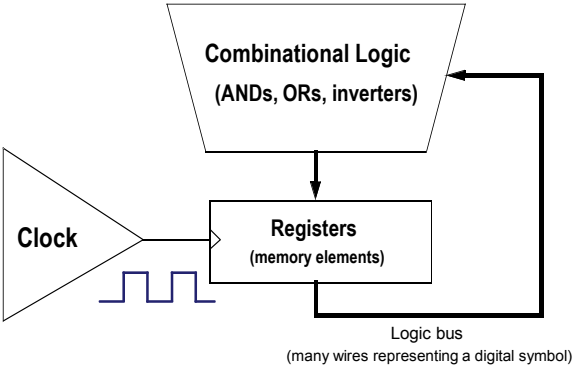 Combinational Logic
(ANDs, ORs, inverters)
Clock
Registers
(memory elements)
Logic bus
(many wires representing a digital symbol)